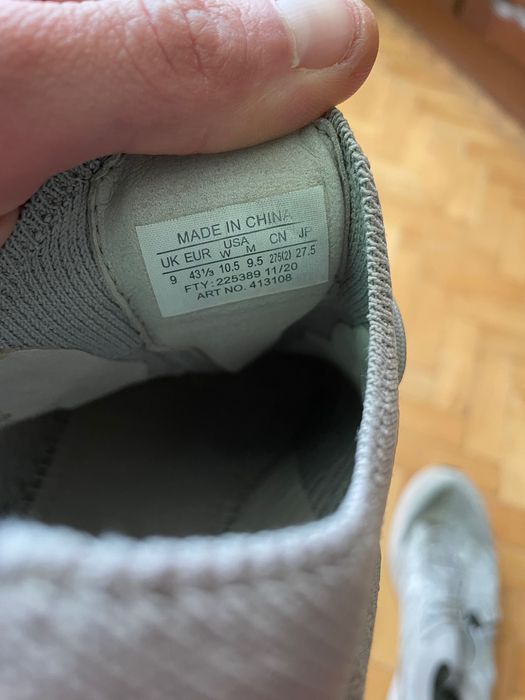 MADE IN CHINA
USA
UK EUR W M CN JP
9 43⅓ 10.5 9.5 275(2) 27.5
FTY: 225389 11/20
ART NO. 413108